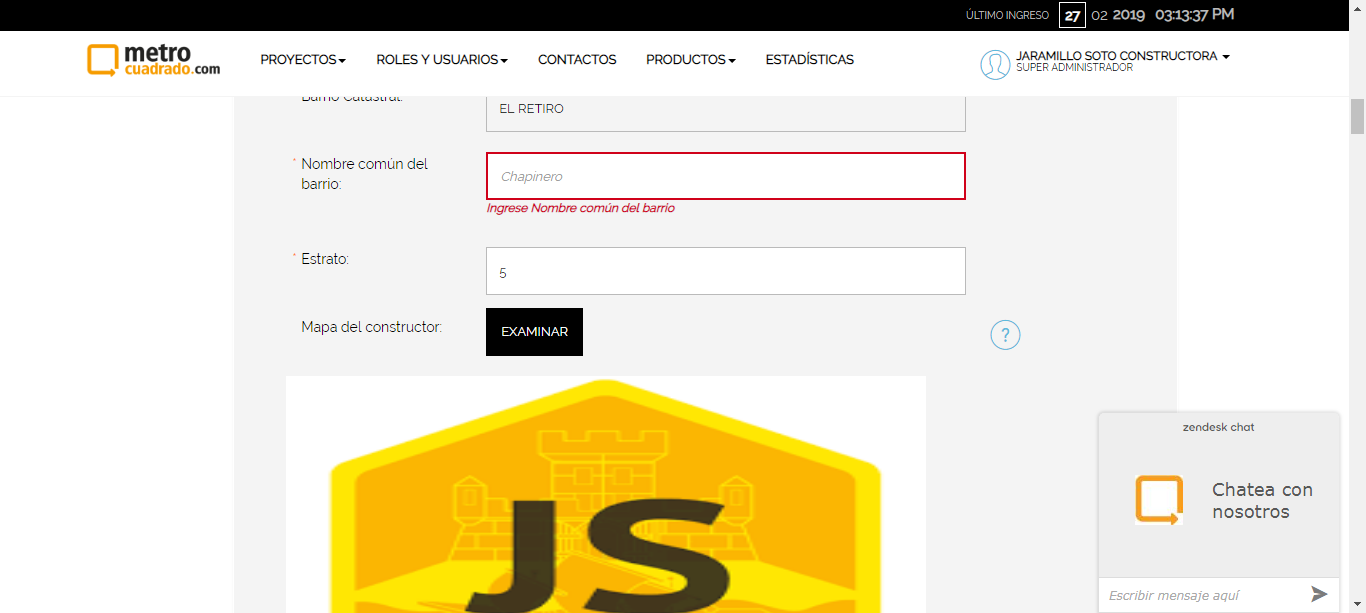 ÚLTIMO INGRESO 27 02 2019 03:13:37 PM
metro
cuadrado.com
PROYECTOS ROLES Y USUARIOS CONTACTOS PRODUCTOS ESTADÍSTICAS
JARAMILLO SOTO CONSTRUCTORA
SUPER ADMINISTRADOR
Barrio Catastral:
EL RETIRO
* Nombre común del
barrio:
Chapinero
Ingrese Nombre común del barrio
* Estrato:
5
Mapa del constructor:
EXAMINAR
?
JS
zendesk chat
Chatea con
nosotros
Escribir mensaje aquí